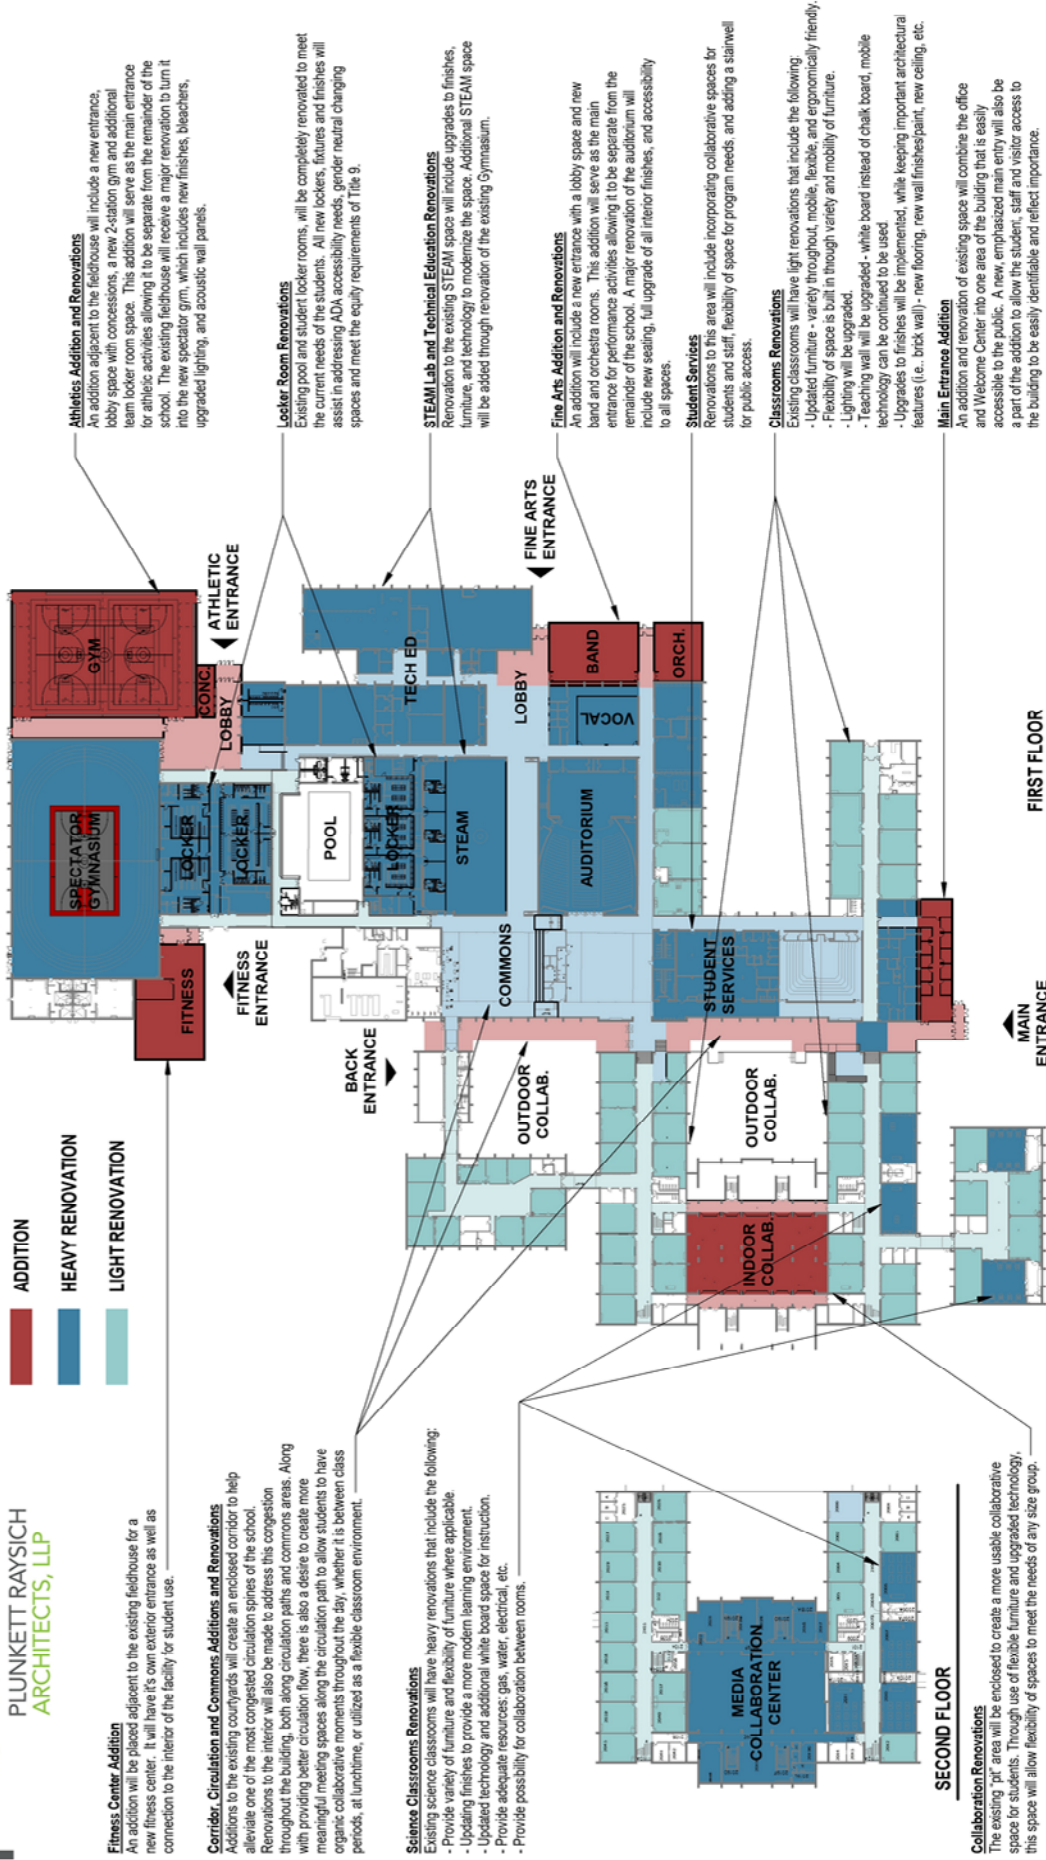 PLUNKETT RAYSICH
ARCHITECTS, LLP
ADDITION
HEAVY RENOVATION
LIGHT RENOVATION
Fitness Center Addition
An addition will be placed adjacent to the existing fieldhouse for a
new fitness center.  It will have it's own exterior entrance as well as
connection to the interior of the facility for student use.
Corridor, Circulation and Commons Additions and Renovations
Additions to the existing courtyards will create an enclosed corridor to help
alleviate one of the most congested circulation spines of the school.
Renovations to the interior will also be made to address this congestion
throughout the building, both along circulation paths and commons areas. Along
with providing better circulation flow, there is also a desire to create more
meaningful meeting spaces along the circulation path to allow students to have
organic collaborative moments throughout the day, whether it is between class
periods, at lunchtime, or utilized as a flexible classroom environment.
Science Classrooms Renovations
Existing science classrooms will have heavy renovations that include the following:
- Provide variety of furniture and flexibility of furniture where applicable.
- Updating finishes to provide a more modern learning environment.
- Updated technology and additional white board space for instruction.
- Provide adequate resources: gas, water, electrical, etc.
- Provide possibility for collaboration between rooms.
MEDIA
COLLABORATION
CENTER
SECOND FLOOR
Collaboration Renovations
The existing "pit" area will be enclosed to create a more usable collaborative
space for students. Through use of flexible furniture and upgraded technology,
this space will allow flexibility of spaces to meet the needs of any size group.
GYM
SPECTATOR
GYMNASIUM
CONC.
LOBBY
ATHLETIC
ENTRANCE
FITNESS
FITNESS
ENTRANCE
LOCKER
LOCKER
POOL
LOCKER
STEAM
TECH ED
BACK
ENTRANCE
COMMONS
LOBBY
FINE ARTS
ENTRANCE
OUTDOOR
COLLAB.
AUDITORIUM
VOCAL
BAND
ORCH.
STUDENT
SERVICES
OUTDOOR
COLLAB.
INDOOR
COLLAB.
MAIN
ENTRANCE
FIRST FLOOR
Athletics Addition and Renovations
An addition adjacent to the fieldhouse will include a new entrance,
lobby space with concessions, a new 2-station gym and additional
team locker room space.  This addition will serve as the main entrance
for athletic activities allowing it to be separate from the remainder of the
school. The existing fieldhouse will receive a major renovation to turn it
into the new spectator gym, which includes new finishes, bleachers,
upgraded lighting, and acoustic wall panels.
Locker Room Renovations
Existing pool and student locker rooms, will be completely renovated to meet
the current needs of the students.  All new lockers, fixtures and finishes will
assist in addressing ADA accessibility needs, gender neutral changing
spaces and meet the equity requirements of Title 9.
STEAM Lab and Technical Education Renovations
Renovation to the existing STEAM space will include upgrades to finishes,
furniture, and technology to modernize the space. Additional STEAM space
will be added through renovation of the existing Gymnasium.
Fine Arts Addition and Renovations
An addition will include a new entrance with a lobby space and new
band and orchestra rooms.  This addition will serve as the main
entrance for performance activities allowing it to be separate from the
remainder of the school.  A major renovation of the auditorium will
include new seating, full upgrade of all interior finishes, and accessibility
to all spaces.
Student Services
Renovations to this area will include incorporating collaborative spaces for
students and staff, flexibility of space for program needs, and adding a stairwell
for public access.
Classrooms Renovations
Existing classrooms will have light renovations that include the following:
- Updated furniture - variety throughout, mobile, flexible, and ergonomically friendly.
- Flexibility of space is built in through variety and mobility of furniture.
- Lighting will be upgraded.
- Teaching wall will be upgraded - white board instead of chalk board, mobile
technology can be continued to be used.
- Upgrades to finishes will be implemented, while keeping important architectural
features (i.e.. brick wall) - new flooring, new wall finishes/paint, new ceiling, etc.
Main Entrance Addition
An addition and renovation of existing space will combine the office
and Welcome Center into one area of the building that is easily
accessible to the public.  A new, emphasized main entry will also be
a part of the addition to allow the student, staff and visitor access to
the building to be easily identifiable and reflect importance.